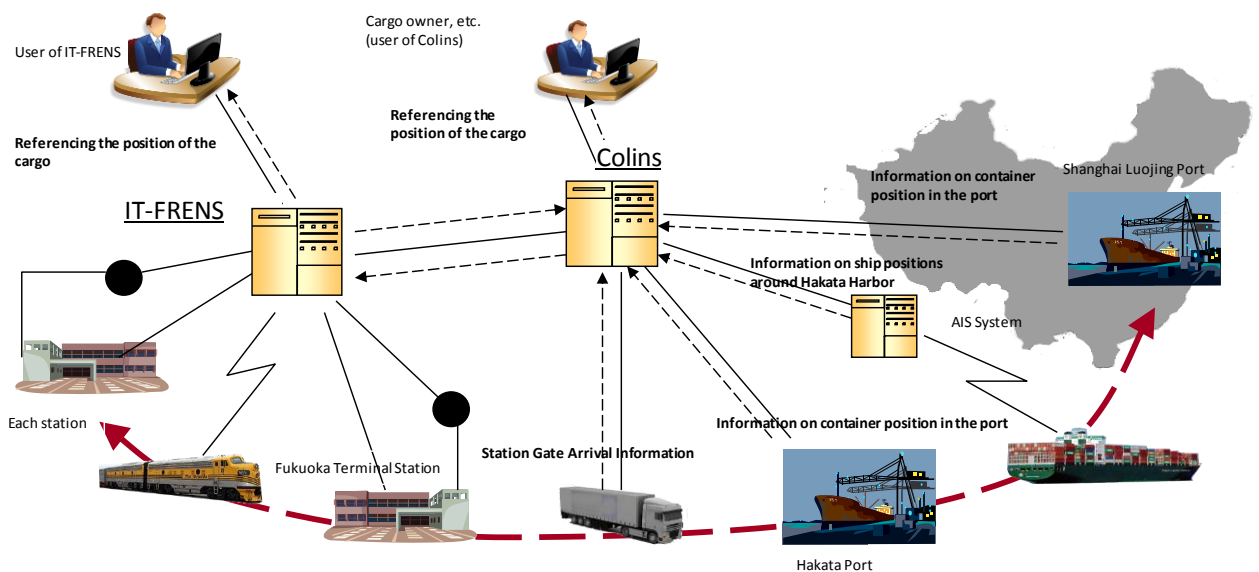 User of IT-FRENS
Cargo owner, etc.
(user of Colins)
Referencing the position of the
cargo
Referencing the
position of the cargo
Colins
IT-FRENS
Information on container
position in the port
Shanghai Luojing Port
Information on ship positions
around Hakata Harbor
AIS System
Each station
Fukuoka Terminal Station
Station Gate Arrival Information
Information on container position in the port
Hakata Port